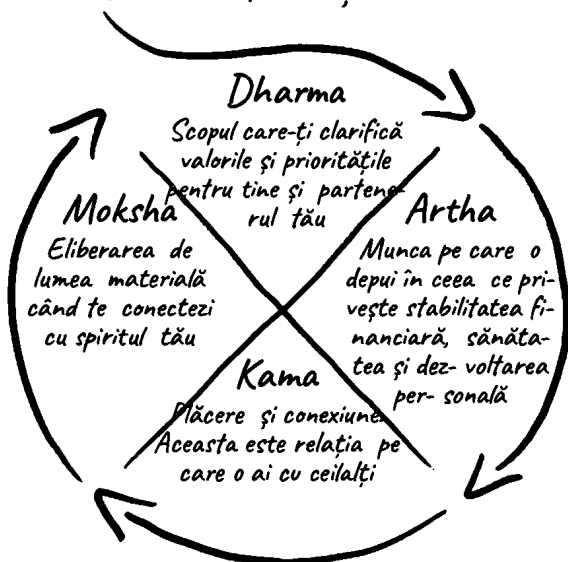 Dharma
Scopul care-ți clarifică
valorile și prioritățile
pentru tine și partene-
rul tău
Moksha
Eliberarea de
lumea materială
când te conectezi
cu spiritul tău
Artha
Munca pe care o
depui în ceea ce pri-
vește stabilitatea fi-
nanciară, sănăta-
tea și dez- voltarea
per- sonală
Kama
Plăcere și conexiune.
Aceasta este relația pe
care o ai cu ceilalți